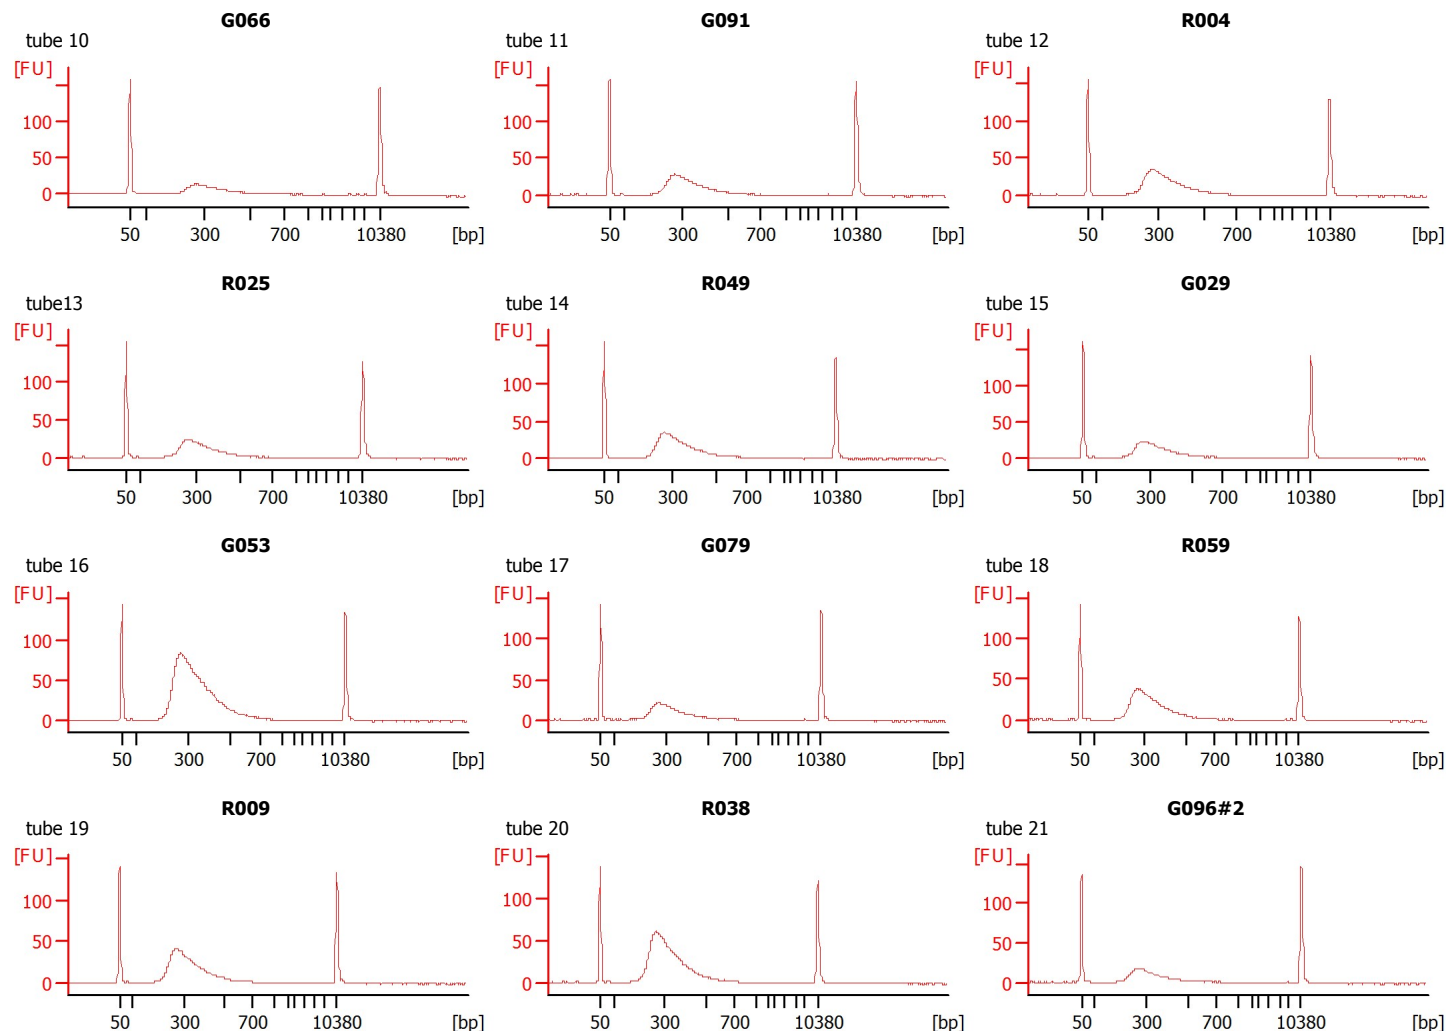 G066
tube 10
[FU]
100
50
0
50 300 700 10380 [bp]
G091
tube 11
[FU]
100
50
0
50 300 700 10380 [bp]
R004
tube 12
[FU]
100
50
0
50 300 700 10380 [bp]
R025
tube13
[FU]
100
50
0
50 300 700 10380 [bp]
R049
tube 14
[FU]
100
50
0
50 300 700 10380 [bp]
G029
tube 15
[FU]
100
50
0
50 300 700 10380 [bp]
G053
tube 16
[FU]
100
50
0
50 300 700 10380 [bp]
G079
tube 17
[FU]
100
50
0
50 300 700 10380 [bp]
R059
tube 18
[FU]
100
50
0
50 300 700 10380 [bp]
R009
tube 19
[FU]
100
50
0
50 300 700 10380 [bp]
R038
tube 20
[FU]
100
50
0
50 300 700 10380 [bp]
G096#2
tube 21
[FU]
100
50
0
50 300 700 10380 [bp]